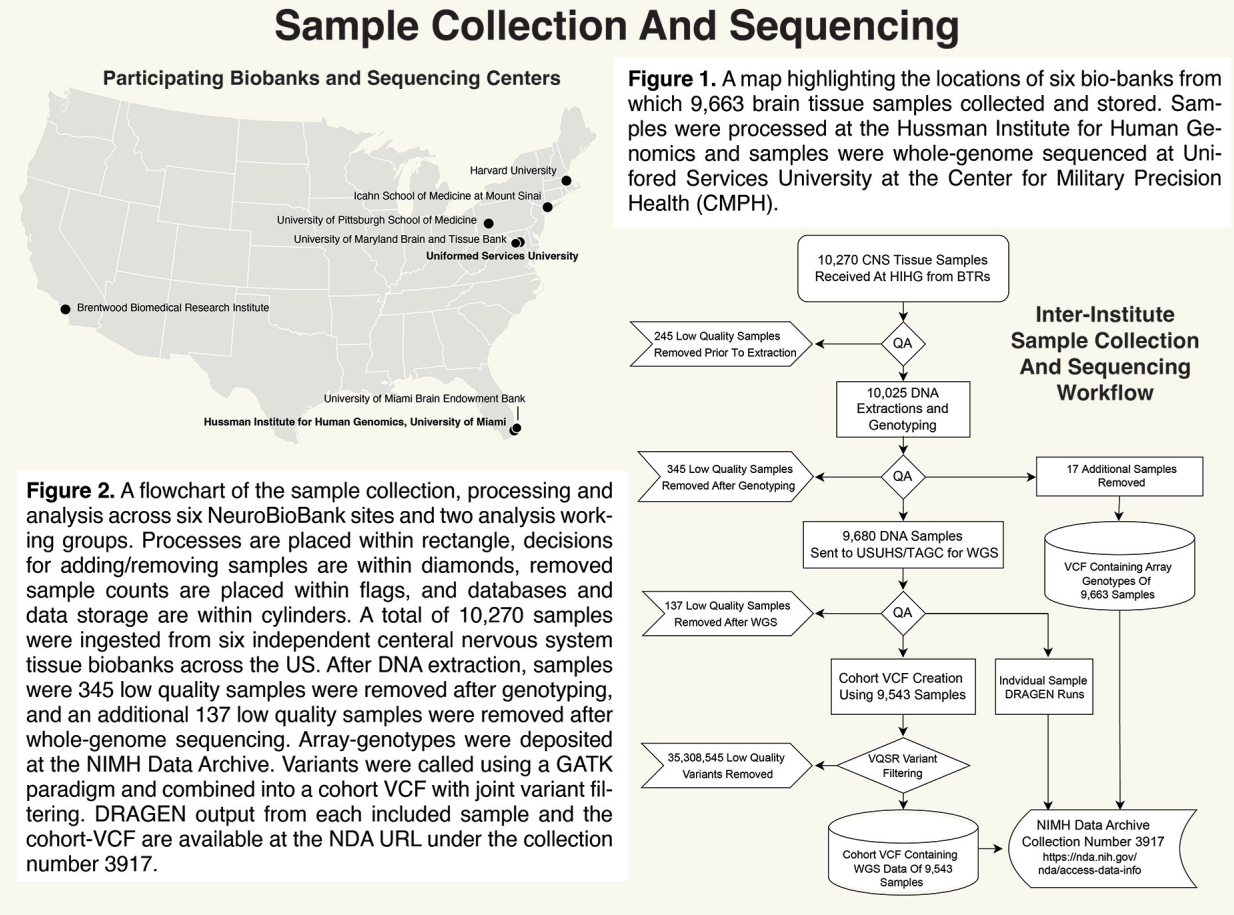 Sample Collection And Sequencing
Participating Biobanks and Sequencing Centers
Harvard University
Icahn School of Medicine at Mount Sinai
University of Pittsburgh School of Medicine
University of Maryland Brain and Tissue Bank
Uniformed Services University
Brentwood Biomedical Research Institute
University of Miami Brain Endowment Bank
Hussman Institute for Human Genomics, University of Miami
Figure 1. A map highlighting the locations of six bio-banks from
which 9,663 brain tissue samples collected and stored. Sam-
ples were processed at the Hussman Institute for Human Ge-
nomics and samples were whole-genome sequenced at Uni-
fored Services University at the Center for Military Precision
Health (CMPH).
Figure 2. A flowchart of the sample collection, processing and
analysis across six NeuroBioBank sites and two analysis work-
ing groups. Processes are placed within rectangle, decisions
for adding/removing samples are within diamonds, removed
sample counts are placed within flags, and databases and
data storage are within cylinders. A total of 10,270 samples
were ingested from six independent centeral nervous system
tissue biobanks across the US. After DNA extraction, samples
were 345 low quality samples were removed after genotyping,
and an additional 137 low quality samples were removed after
whole-genome sequencing. Array-genotypes were deposited
at the NIMH Data Archive. Variants were called using a GATK
paradigm and combined into a cohort VCF with joint variant fil-
tering. DRAGEN output from each included sample and the
cohort-VCF are available at the NDA URL under the collection
number 3917.
Inter-Institute
Sample Collection
And Sequencing
Workflow
10,270 CNS Tissue Samples
Received At HIHG from BTRs
QA
245 Low Quality Samples
Removed Prior To Extraction
10,025 DNA
Extractions and
Genotyping
QA
345 Low Quality Samples
Removed After Genotyping
17 Additional Samples
Removed
9,680 DNA Samples
Sent to USUHS/TAGC for WGS
VCF Containing Array
Genotypes Of
9,663 Samples
QA
137 Low Quality Samples
Removed After WGS
Cohort VCF Creation
Using 9,543 Samples
Indvidual Sample
DRAGEN Runs
VQSR Variant
Filtering
35,308,545 Low Quality
Variants Removed
Cohort VCF Containing
WGS Data Of 9,543
Samples
NIMH Data Archive
Collection Number 3917
https://nda.nih.gov/
nda/access-data-info